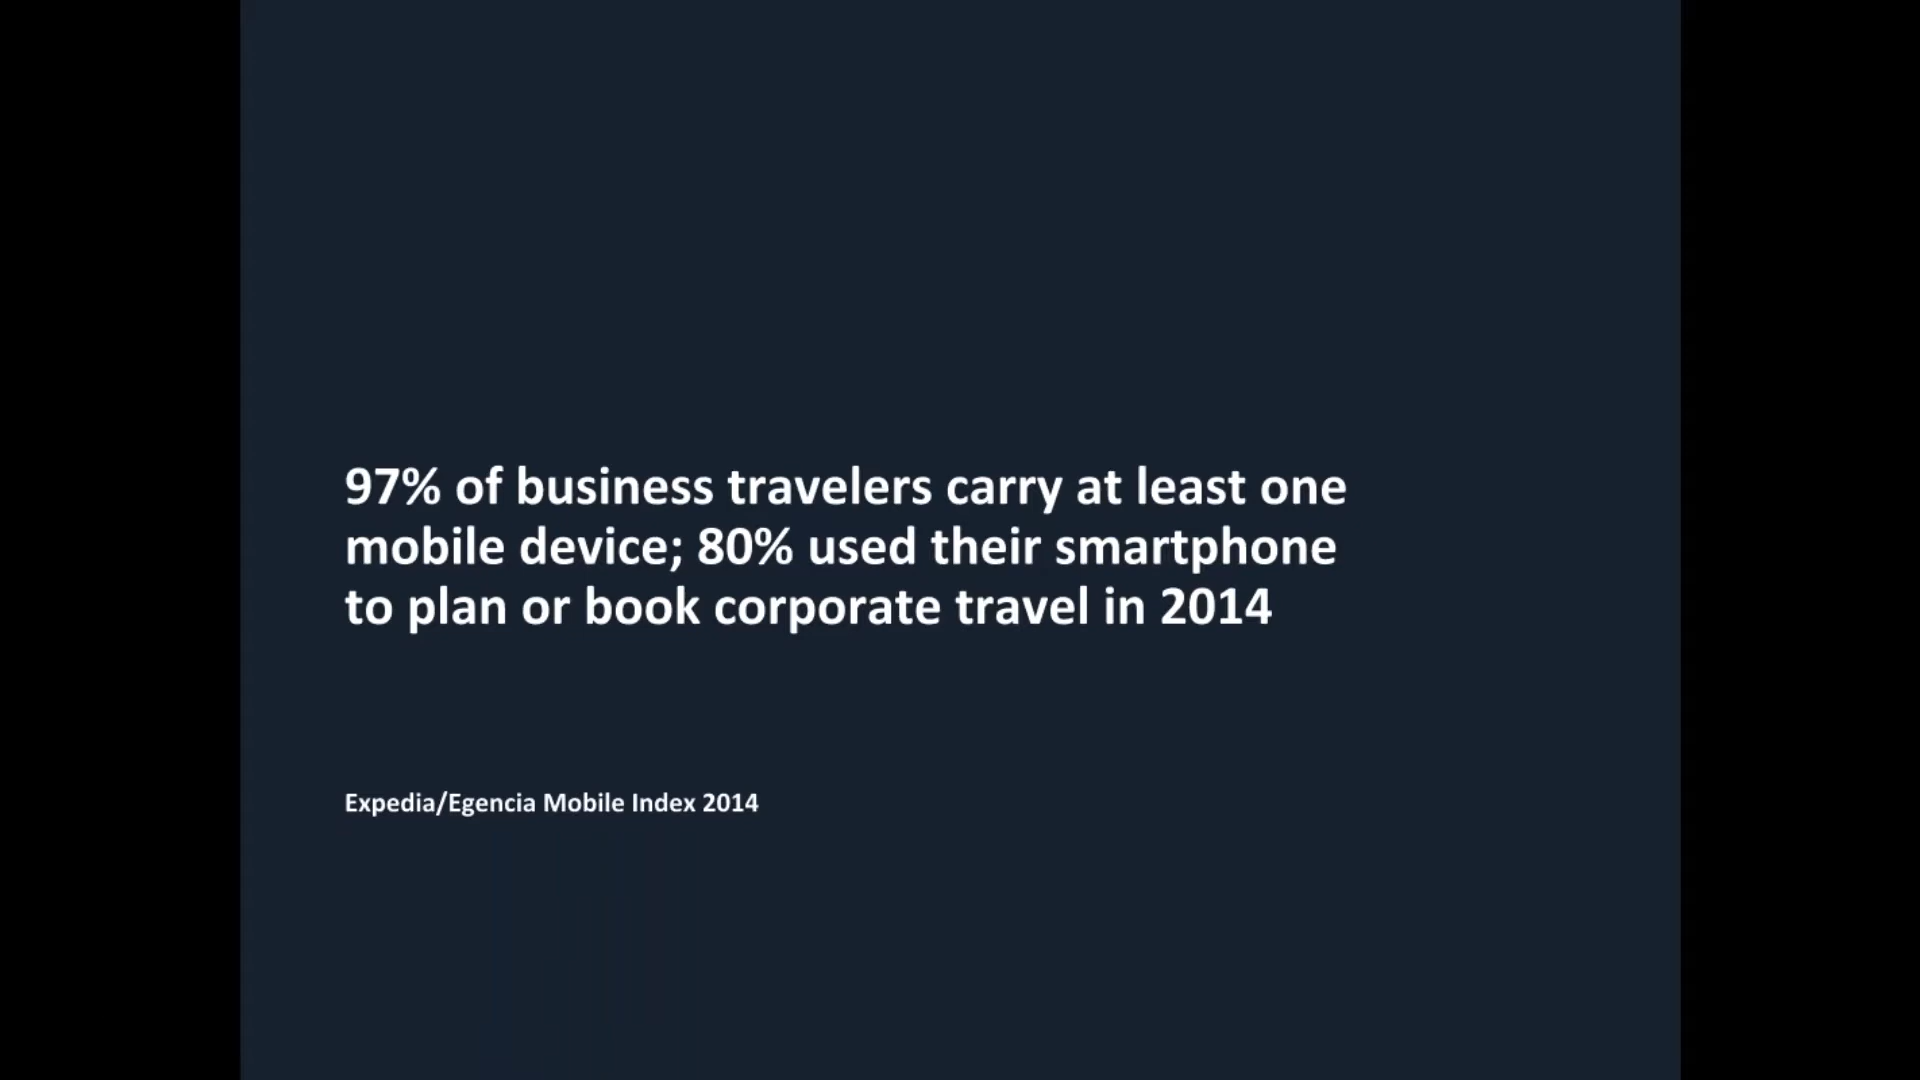 97% of business travelers carry at least one
mobile device; 80% used their smartphone
to plan or book corporate travel in 2014
Expedia/Egencia Mobile Index 2014